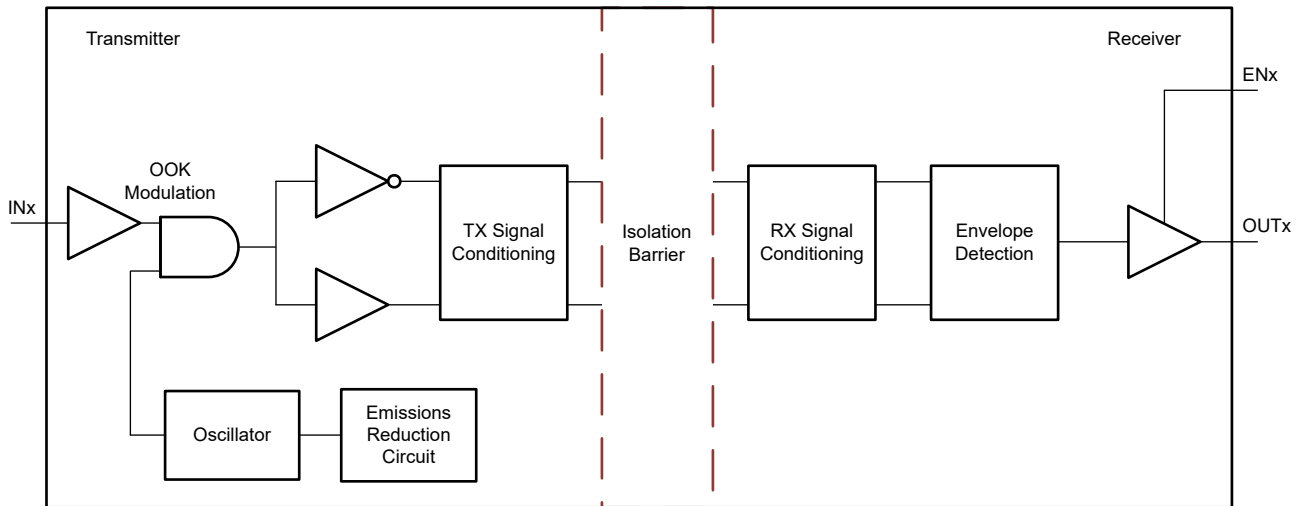 Transmitter
Receiver
ENx
OOK
Modulation
INx
TX Signal
Conditioning
Isolation
Barrier
RX Signal
Conditioning
Envelope
Detection
OUTx
Oscillator
Emissions
Reduction
Circuit